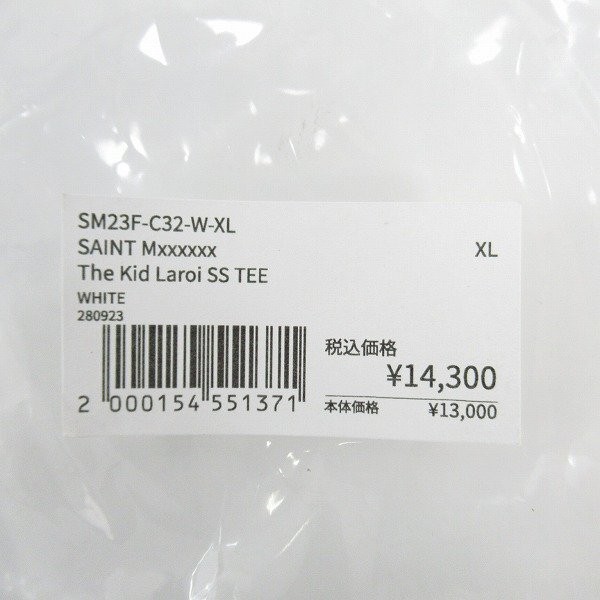 SM23F-C32-W-XL
SAINT Mxxxxxx XL
The Kid Laroi SS TEE
WHITE
280923
税込価格
¥14,300
本体価格 ¥13,000
2 000154 551371